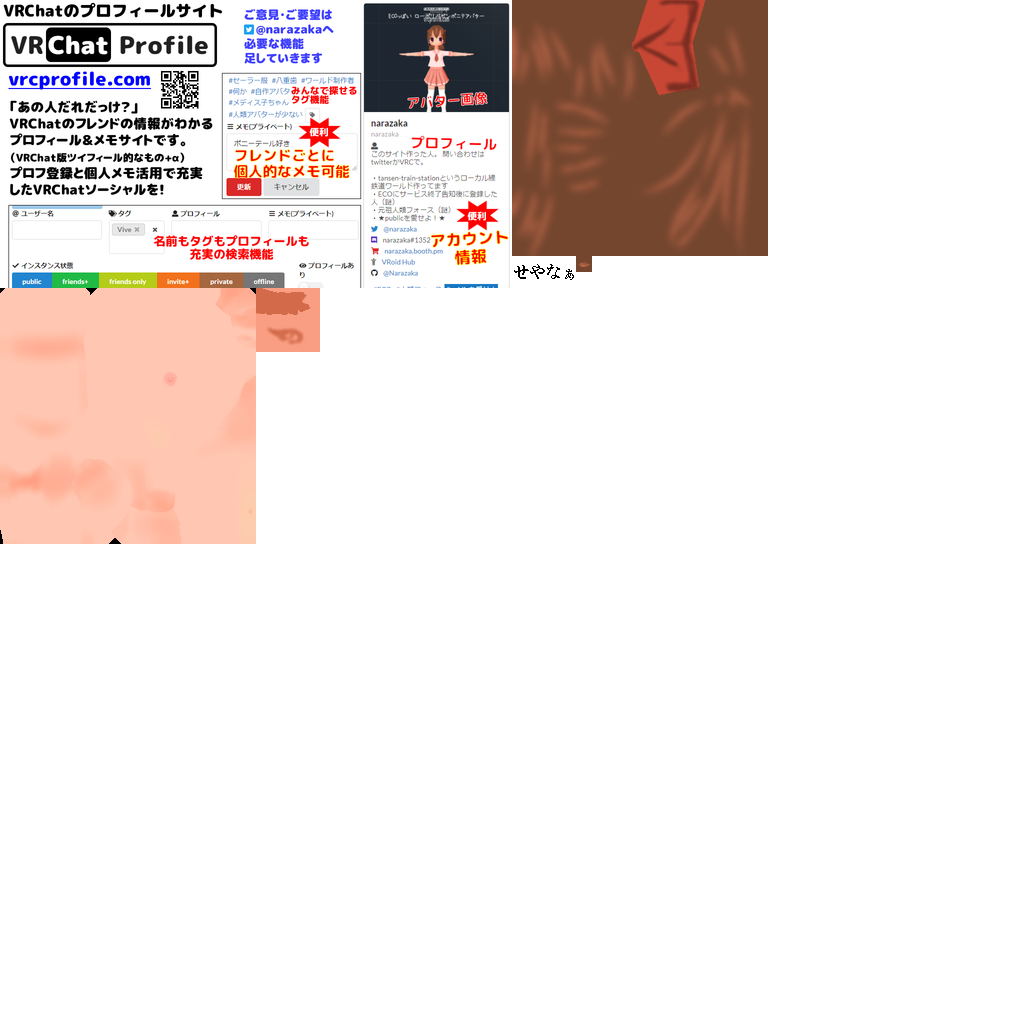 VRChatのプロフィールサイト
VRChat Profile
vrcprofile.com
「あの人だれだっけ？」
VRChatのフレンドの情報がわかる
プロフィール&メモサイトです。
(VRChat版ツイフィール的なもの+α)
プロフ登録と個人メモ活用で充実
したVRChatソーシャルを!
ご意見・ご要望は
@narazakaへ
必要な機能
足していきます
#セーラー服 #八重歯 #ワールド制作者
#何か #自作アバタ
#メディス子ちゃん
#人類アバターが少ない
みんなで探せる
タグ機能
メモ(プライベート)
便利
ポニーテール好き
フレンドごとに
個人的なメモ可能
更新 キャンセル
@ ユーザー名 タグ プロフィール メモ(プライベート)
Vive ✖ ×
名前もタグもプロフィールも
充実の検索機能
インスタンス状態 プロフィールあ
り
public friends+ friends only invite+ private offline
アバター画像
narazaka
narazaka
プロフィール
このサイト作った人。 問い合わせは
twitterかVRCで。
・tansen-train-stationというローカル線
鉄道ワールド作ってます
・ECOにサービス終了告知後に登録した
人（謎）
・元祖人類フォース（謎）
・★publicを愛せよ！★
便利
@narazaka
narazaka#1352
narazaka.booth.pm
VRoid Hub
@Narazaka
アカウント
情報
せやなぁ